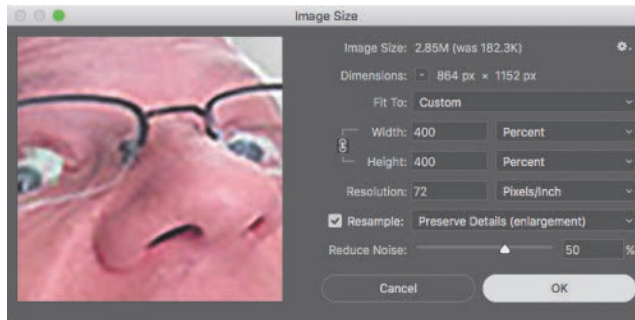 Image Size
Image Size: 2.85M (was 182.3K)
Dimensions: 864 px × 1152 px
Fit To: Custom
Width: 400 Percent
Height: 400 Percent
Resolution: 72 Pixels/Inch
Resample: Preserve Details (enlargement)
Reduce Noise: 50 %
Cancel OK